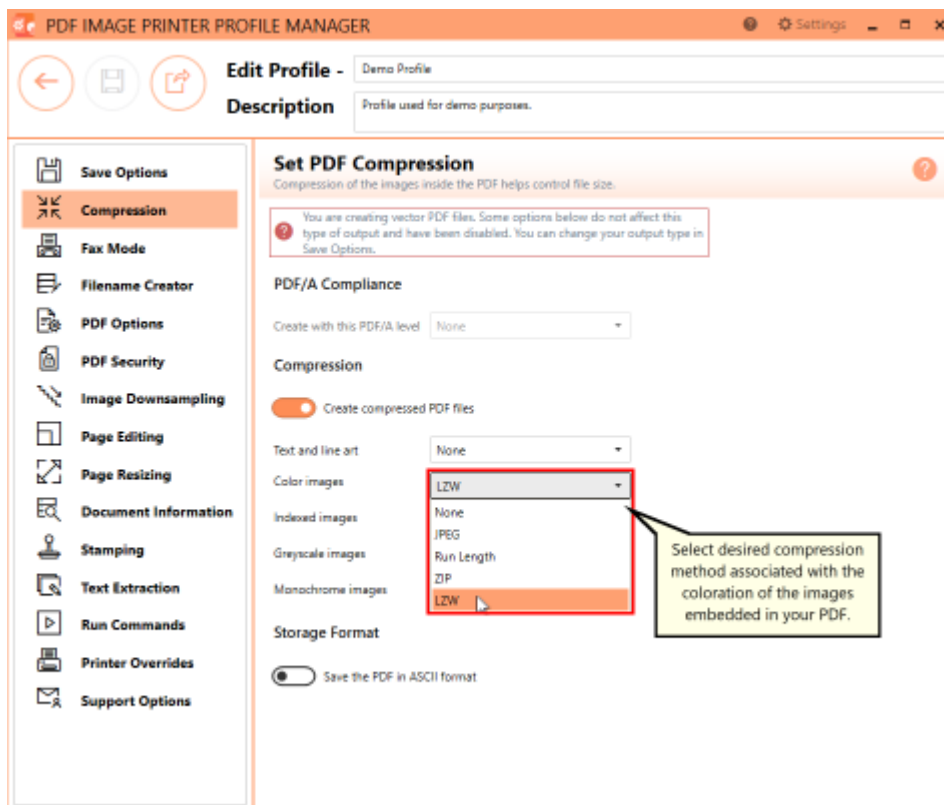 PDF IMAGE PRINTER PROFILE MANAGER
Settings
Edit Profile -
Demo Profile
Description
Profile used for demo purposes.
Save Options
Compression
Fax Mode
Filename Creator
PDF Options
PDF Security
Image Downsampling
Page Editing
Page Resizing
Document Information
Stamping
Text Extraction
Run Commands
Printer Overrides
Support Options
Set PDF Compression
Compression of the images inside the PDF helps control file size.
You are creating vector PDF files. Some options below do not affect this
type of output and have been disabled. You can change your output type in
Save Options.
PDF/A Compliance
Create with this PDF/A level
None
Compression
Create compressed PDF files
Text and line art
None
Color images
LZW
Indexed images
Greyscale images
Monochrome images
None
JPEG
Run Length
ZIP
LZW
Select desired compression
method associated with the
coloration of the images
embedded in your PDF.
Storage Format
Save the PDF in ASCII format